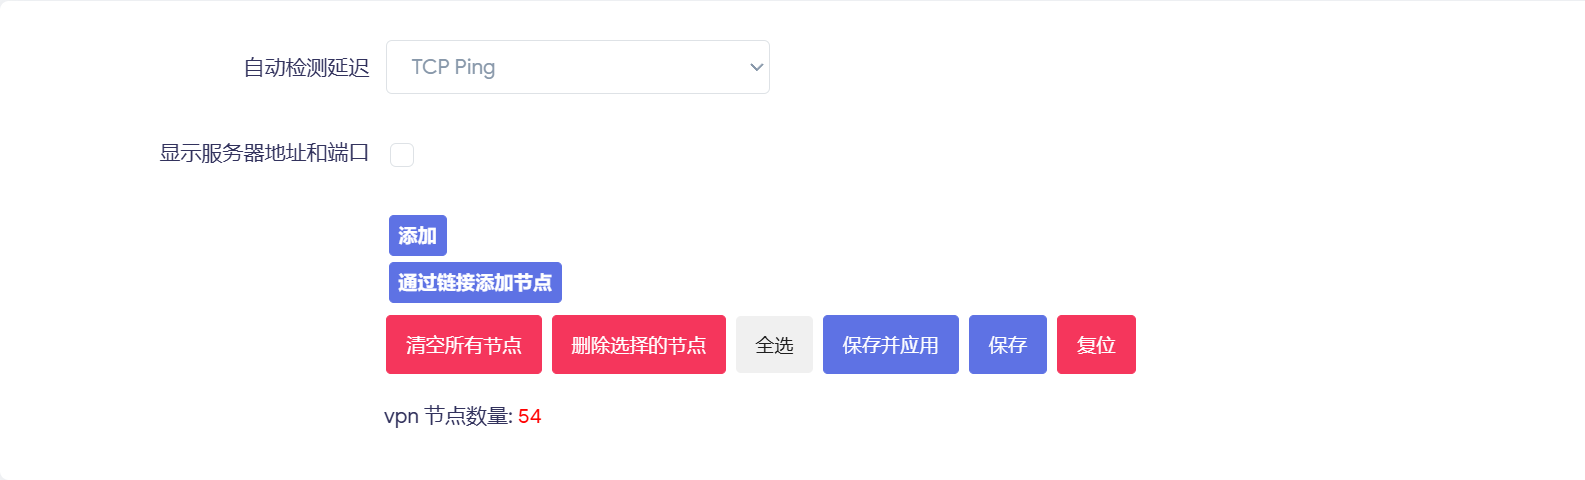 自动检测延迟 TCP Ping
显示服务器地址和端口
添加
通过链接添加节点
清空所有节点 删除选择的节点 全选 保存并应用 保存 复位
vpn 节点数量: 54